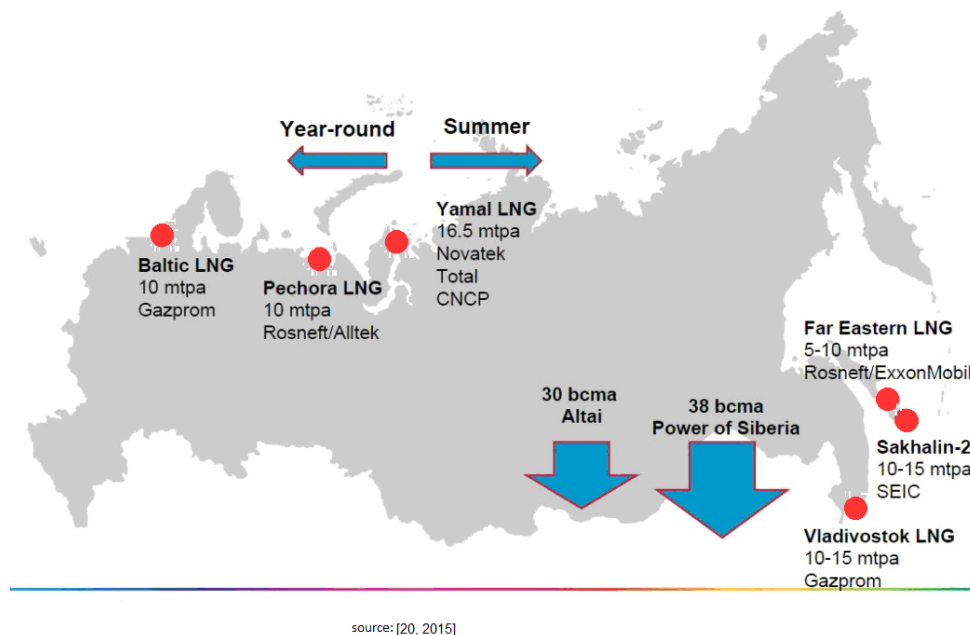 Year-round
Summer
Yamal LNG
16.5 mtpa
Novatek
Total
CNCP
Baltic LNG
10 mtpa
Gazprom
Pechora LNG
10 mtpa
Rosneft/Alltek
Far Eastern LNG
5-10 mtpa
Rosneft/ExxonMobil
30 bcma
Altai
38 bcma
Power of Siberia
Sakhalin-2
10-15 mtpa
SEIC
Vladivostok LNG
10-15 mtpa
Gazprom
source: [20, 2015]